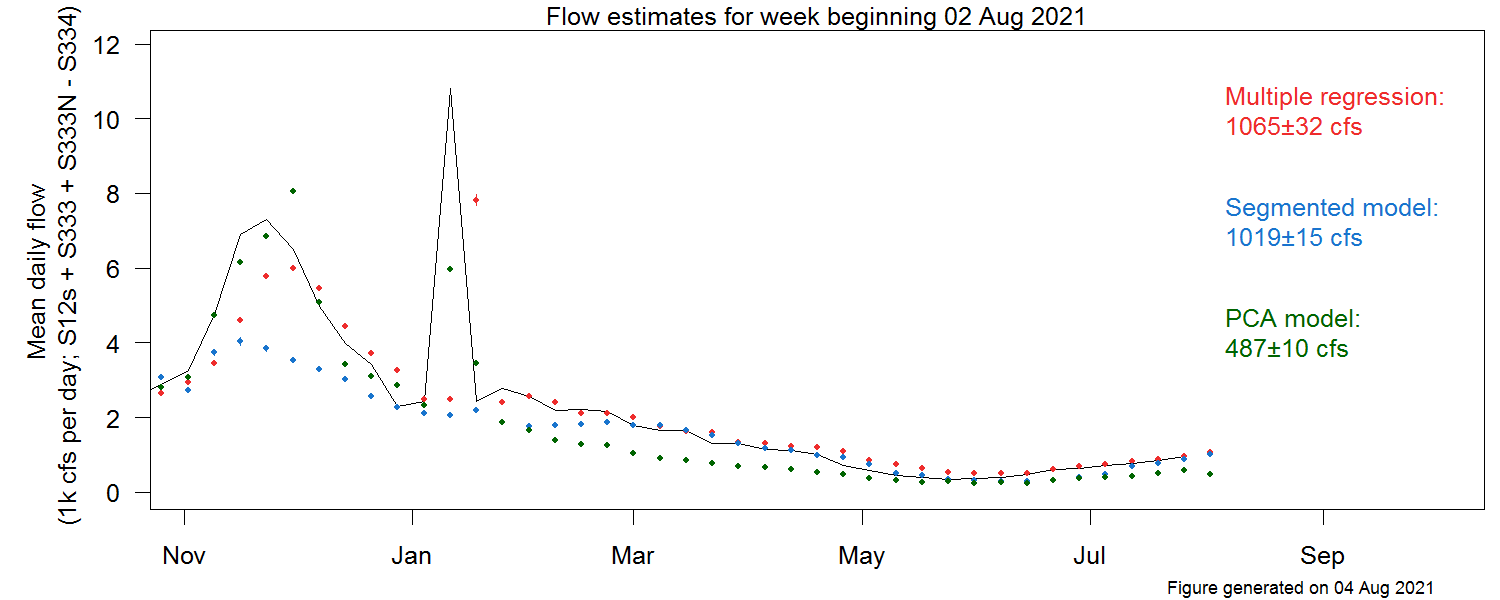 Flow estimates for week beginning 02 Aug 2021
Mean daily flow
(1k cfs per day; S12s + S333 + S333N - S334)
12
10
8
6
4
2
0
Multiple regression:
1065±32 cfs
Segmented model:
1019±15 cfs
PCA model:
487±10 cfs
Nov Jan Mar May Jul Sep
Figure generated on 04 Aug 2021